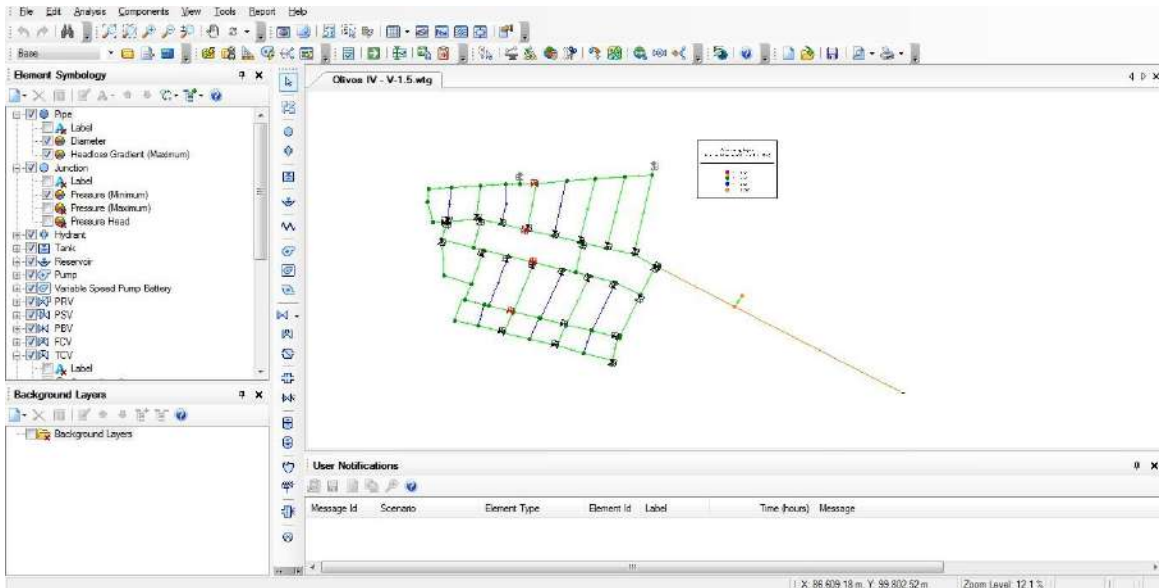 File Edit Analysis Components View Tools Report Help
Base
Element Symbology
Olivos IV - V-1.5.wtg
Pipe
Label
Diameter
Headloss Gradient (Maximum)
Junction
Label
Pressure (Minimum)
Pressure (Maximum)
Pressure Head
Hydrant
Tank
Reservoir
Pump
Variable Speed Pump Battery
PRV
PSV
PBV
FCV
TCV
Label
Background Layers
Background Layers
User Notifications
Message Id Scenario Element Type Element Id Label Time (hours) Message
X: 86.609,18 m, Y: 99.802,52 m Zoom Level: 12,1 %